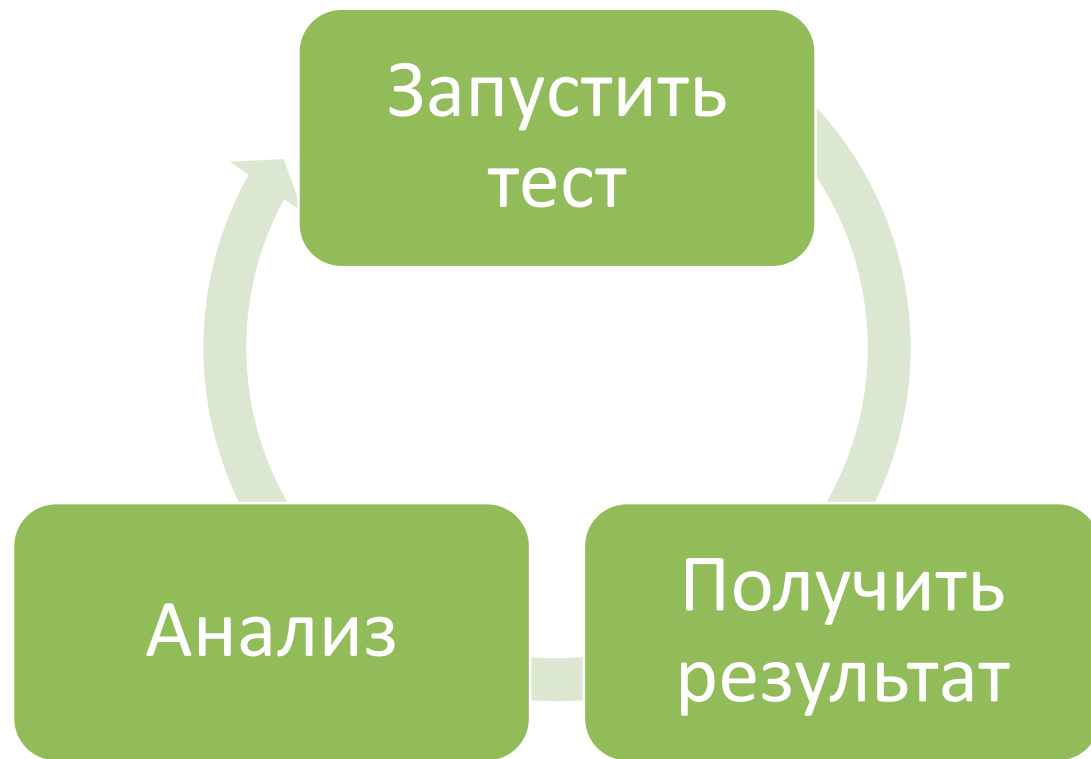 Запустить
тест
Получить
результат
Анализ